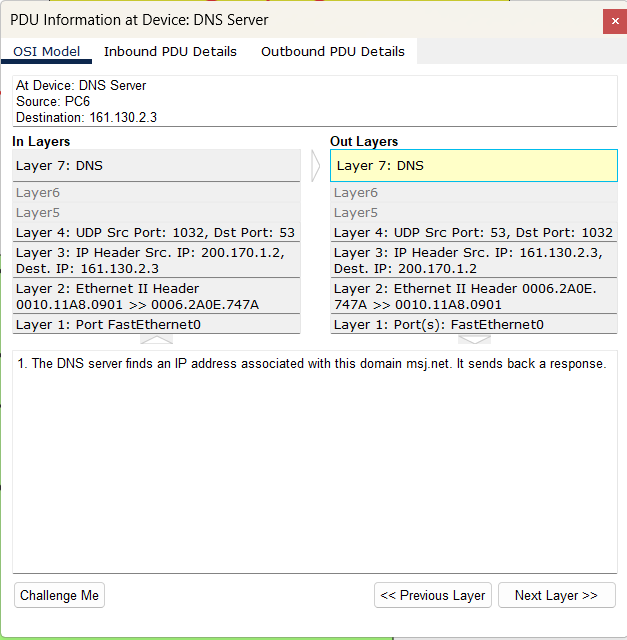 PDU Information at Device: DNS Server
×
OSI Model Inbound PDU Details Outbound PDU Details
At Device: DNS Server
Source: PC6
Destination: 161.130.2.3
In Layers
Layer 7: DNS
Layer6
Layer5
Layer 4: UDP Src Port: 1032, Dst Port: 53
Layer 3: IP Header Src. IP: 200.170.1.2,
Dest. IP: 161.130.2.3
Layer 2: Ethernet II Header
0010.11A8.0901 >> 0006.2A0E.747A
Layer 1: Port FastEthernet0
Out Layers
Layer 7: DNS
Layer6
Layer5
Layer 4: UDP Src Port: 53, Dst Port: 1032
Layer 3: IP Header Src. IP: 161.130.2.3,
Dest. IP: 200.170.1.2
Layer 2: Ethernet II Header 0006.2A0E.
747A >> 0010.11A8.0901
Layer 1: Port(s): FastEthernet0
1. The DNS server finds an IP address associated with this domain msj.net. It sends back a response.
Challenge Me
<< Previous Layer
Next Layer >>